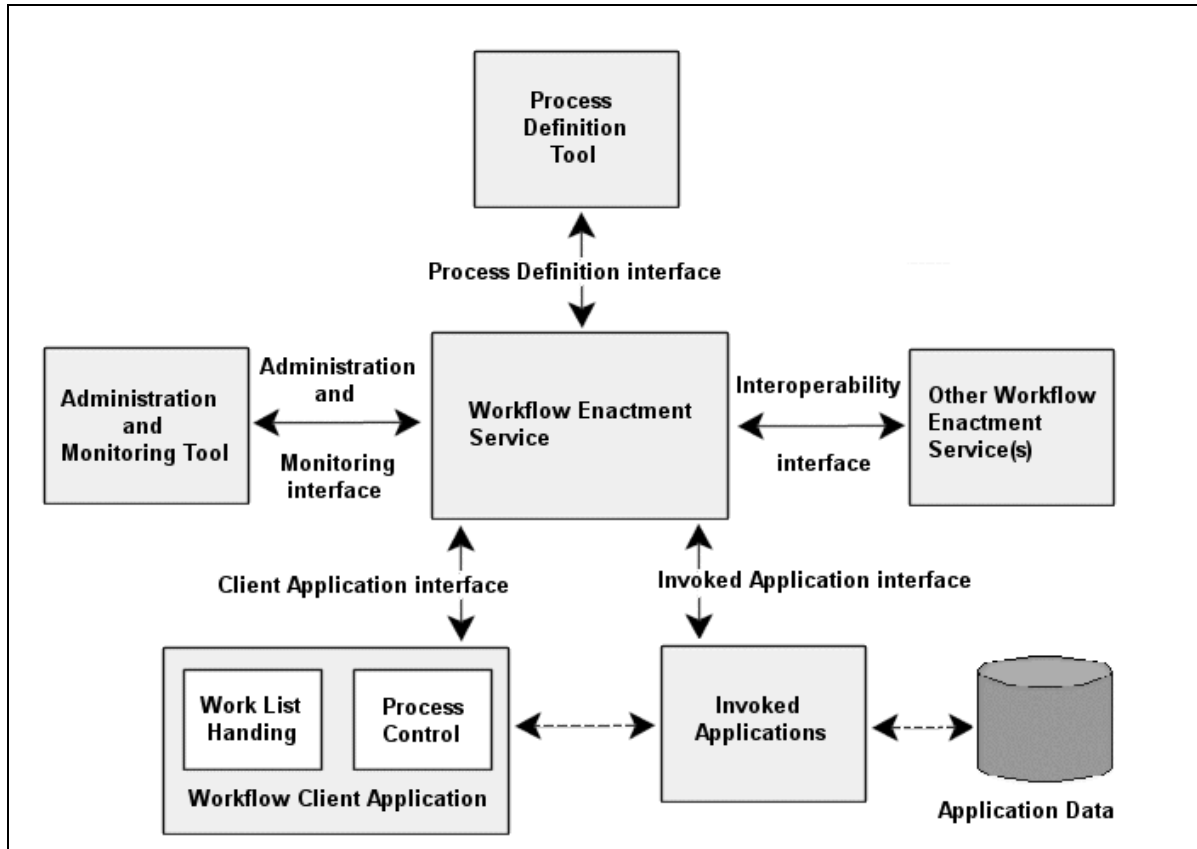 Process
Definition
Tool
Process Definition interface
Administration
and
Monitoring Tool
Administration
and
Monitoring
interface
Workflow Enactment
Service
Interoperability
interface
Other Workflow
Enactment
Service(s)
Client Application interface
Invoked Application interface
Work List
Handing
Process
Control
Workflow Client Application
Invoked
Applications
Application Data